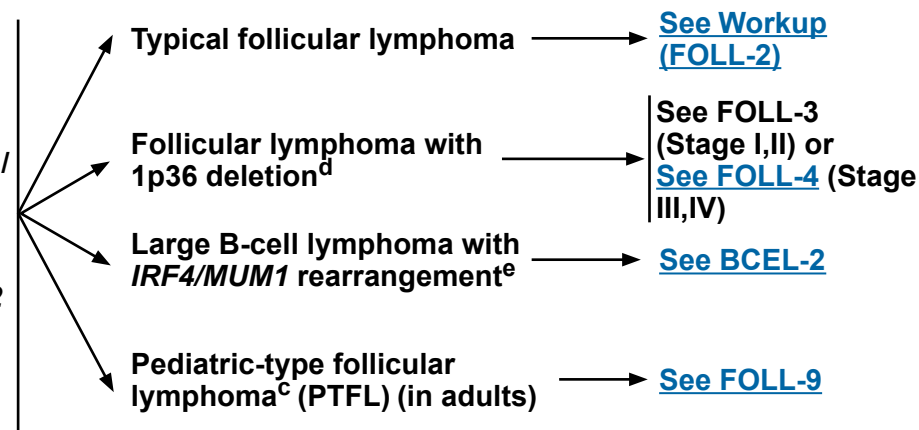 Typical follicular lymphoma
See Workup
(FOLL-2)
Follicular lymphoma with
1p36 deletiond
See FOLL-3
(Stage I,II) or
See FOLL-4 (Stage
III,IV)
Large B-cell lymphoma with
IRF4/MUM1 rearrangemente
See BCEL-2
Pediatric-type follicular
lymphomac (PTFL) (in adults)
See FOLL-9